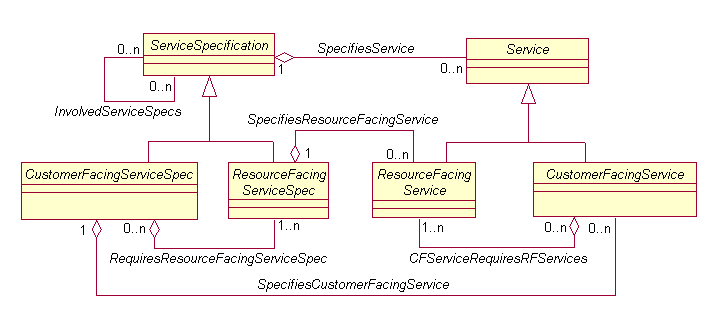 ServiceSpecification
SpecifiesService
Service
0..n
1
0..n
0..n
InvolvedServiceSpecs
SpecifiesResourceFacingService
1
0..n
CustomerFacingServiceSpec
ResourceFacing
ServiceSpec
ResourceFacing
Service
CustomerFacingService
1
0..n
1..n
1..n
0..n
0..n
RequiresResourceFacingServiceSpec
CFServiceRequiresRFServices
SpecifiesCustomerFacingService